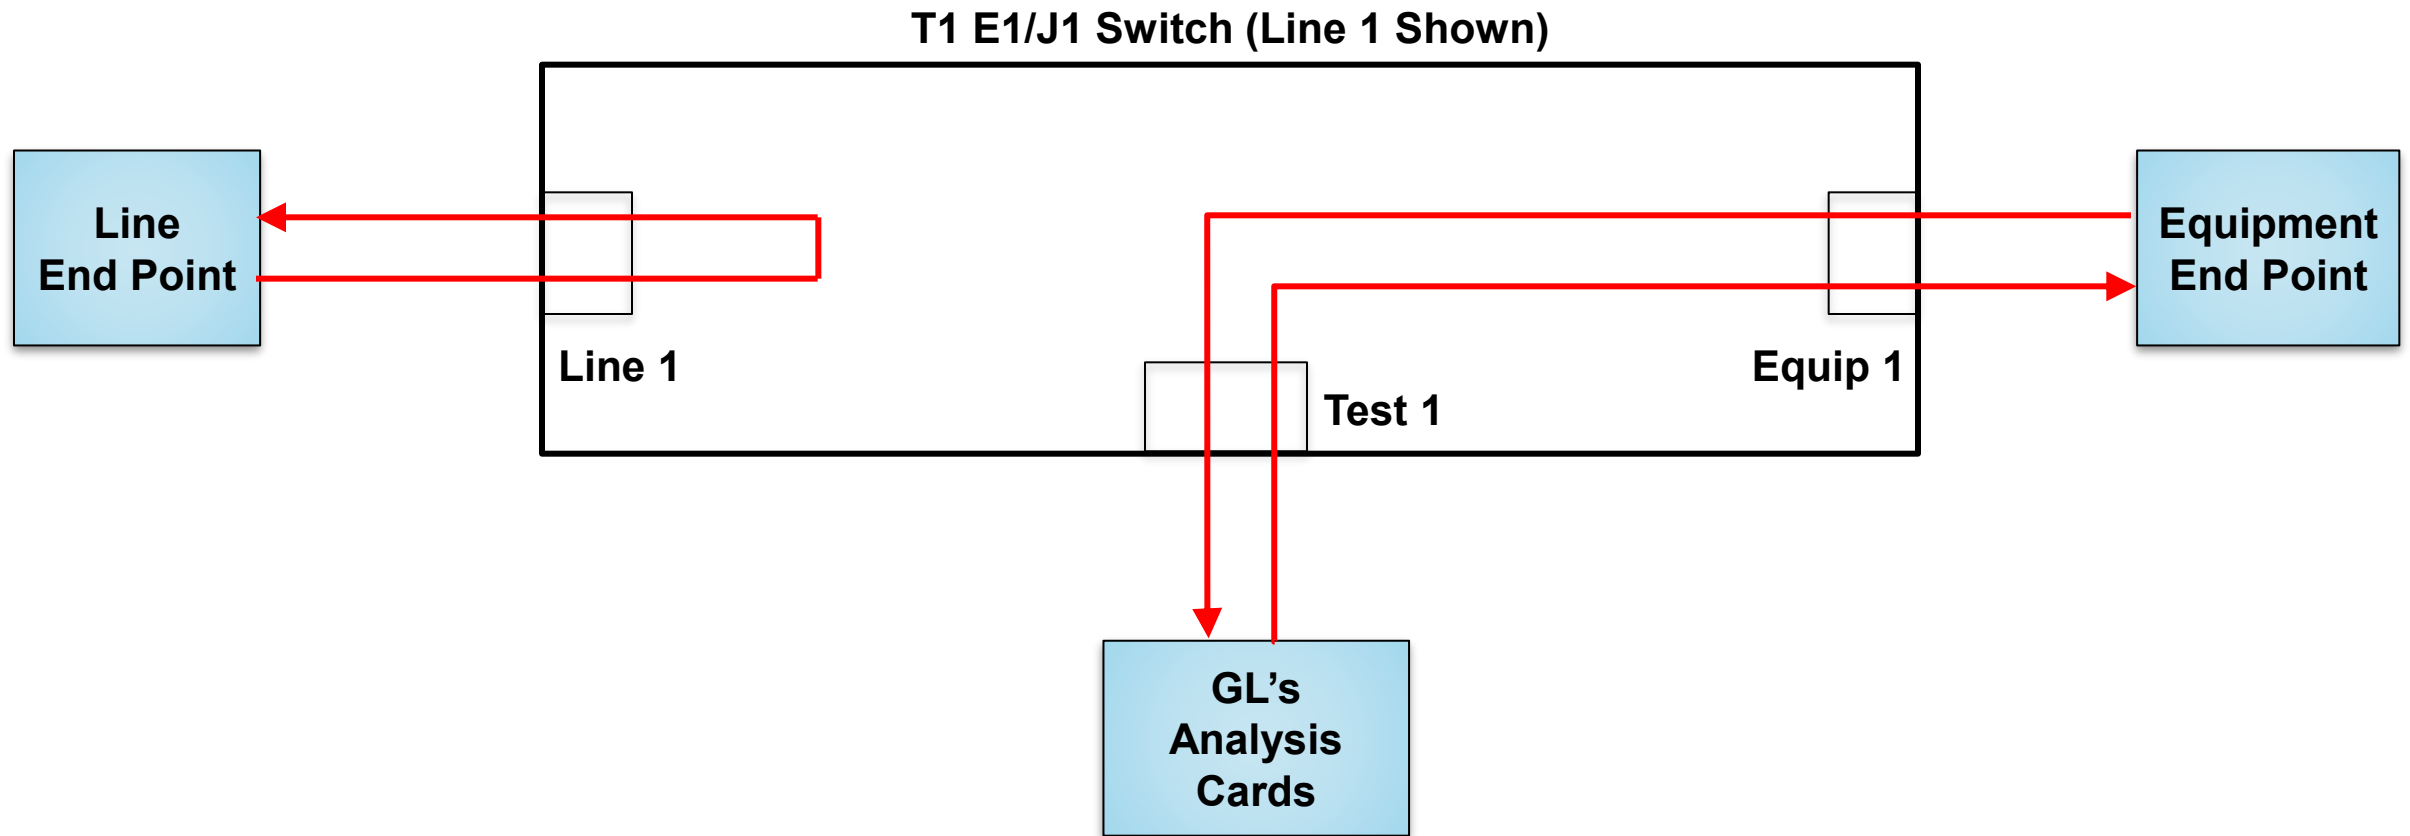 T1 E1/J1 Switch (Line 1 Shown)
Line
End Point
Equipment
End Point
Line 1
Equip 1
Test 1
GL’s
Analysis
Cards